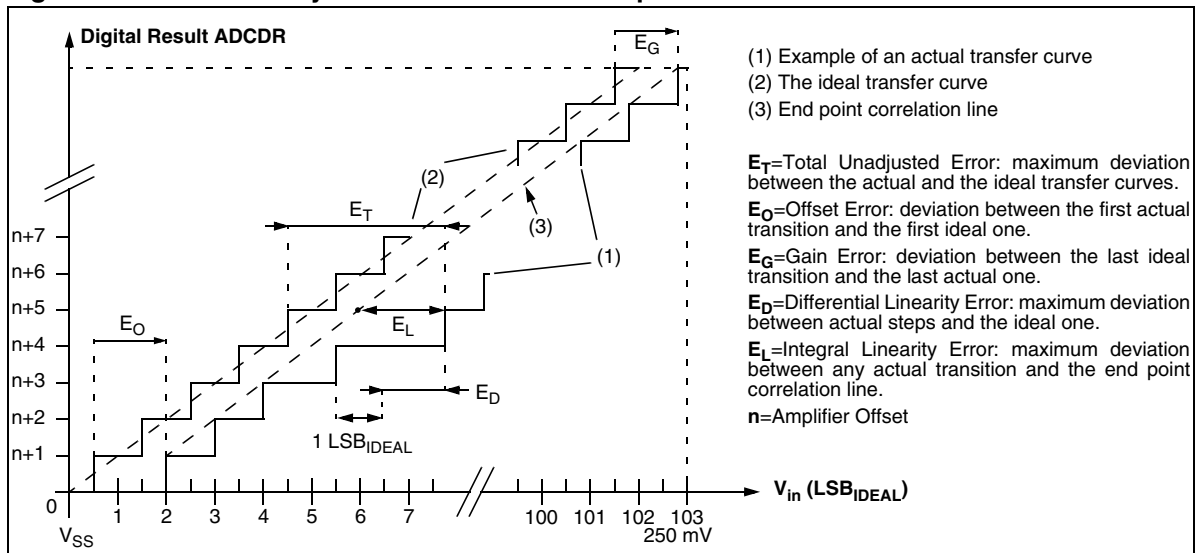 Digital Result ADCDR
E_G
(1) Example of an actual transfer curve
(2) The ideal transfer curve
(3) End point correlation line
E_T=Total Unadjusted Error: maximum deviation
between the actual and the ideal transfer curves.
E_O=Offset Error: deviation between the first actual
transition and the first ideal one.
E_G=Gain Error: deviation between the last ideal
transition and the last actual one.
E_D=Differential Linearity Error: maximum deviation
between actual steps and the ideal one.
E_L=Integral Linearity Error: maximum deviation
between any actual transition and the end point
correlation line.
n=Amplifier Offset
(2)
E_T
(3)
(1)
n+7
n+6
n+5
n+4
n+3
n+2
n+1
E_O
E_L
E_D
1 LSB_IDEAL
0
1 2 3 4 5 6 7 100 101 102 103
V_in (LSB_IDEAL)
V_SS
250 mV